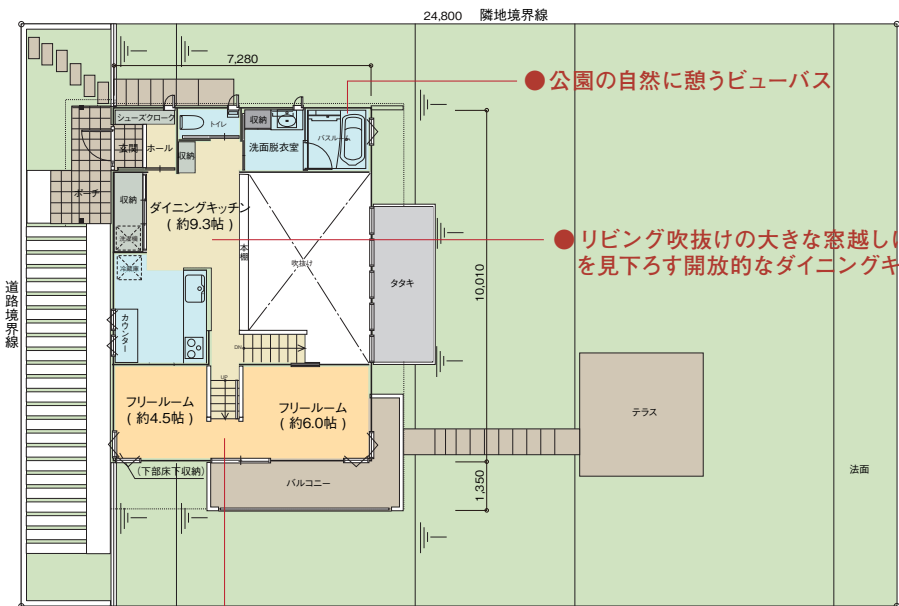 24,800 隣地境界線
7,280
● 公園の自然に憩うビューバス
シューズクローク
トイレ
収納
バスルーム
玄関
ホール
収納
洗面脱衣室
ポーチ
収納
ダイニングキッチン
( 約9.3帖 )
● リビング吹抜けの大きな窓越しに
を見下ろす開放的なダイニングキ
洗濯機
本棚
吹抜け
冷蔵庫
タタキ
10,010
道路境界線
カウンター
DN
UP
フリールーム
( 約4.5帖 )
フリールーム
( 約6.0帖 )
テラス
(下部床下収納)
バルコニー
1,350
法面